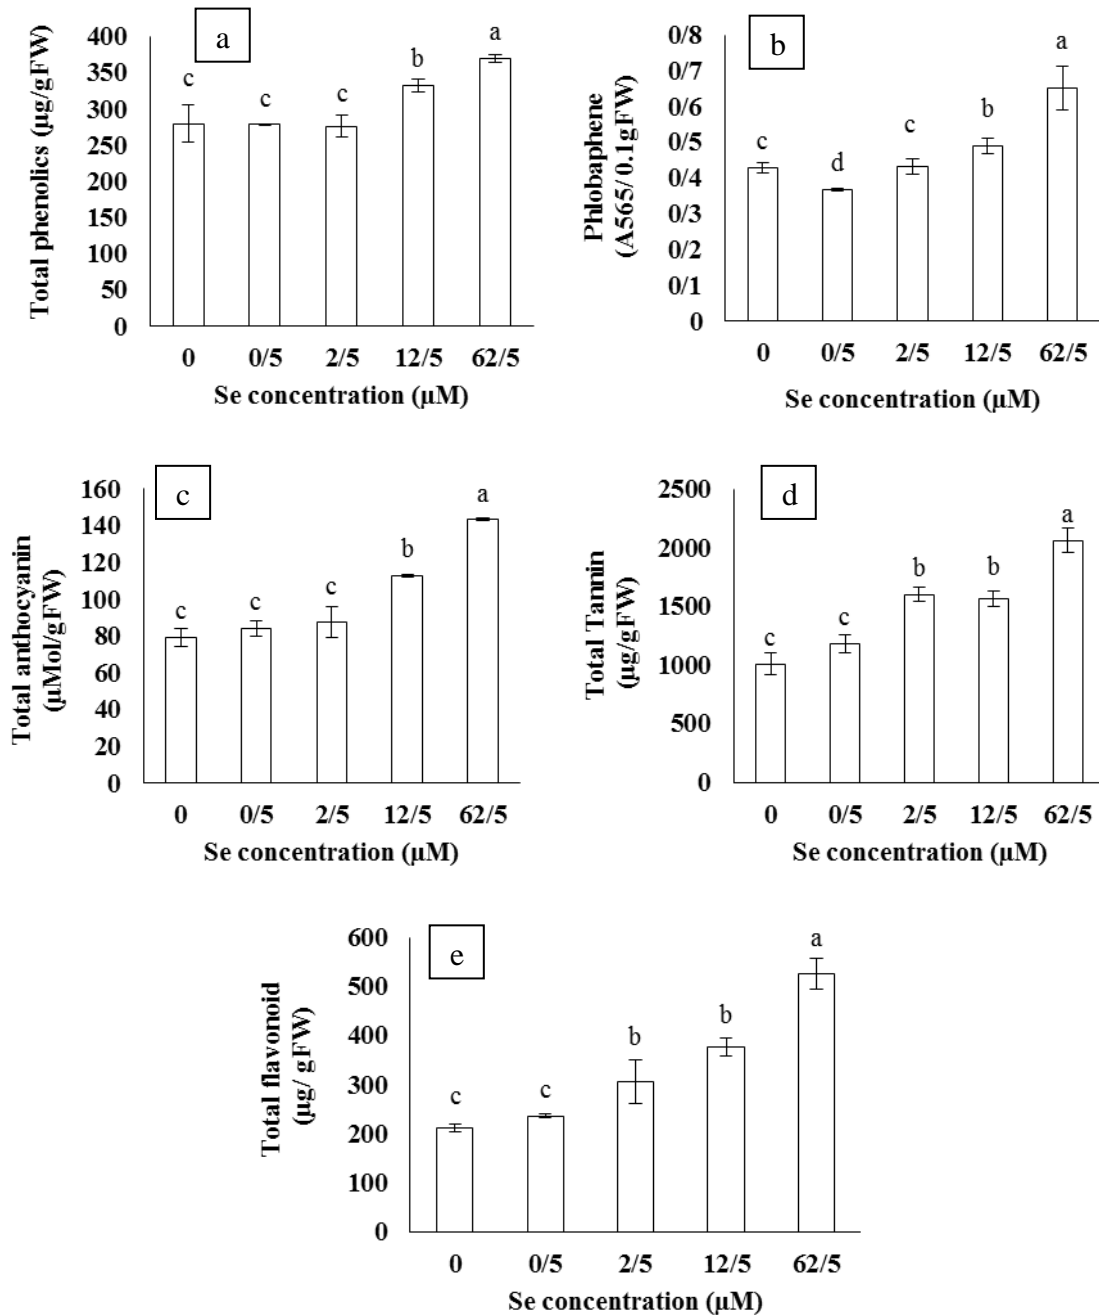 a
Total phenolics (µg/gFW)
400
350
300
250
200
150
100
50
0
c
c
c
b
a
0 0/5 2/5 12/5 62/5
Se concentration (µM)
b
Phlobaphene
(A565/ 0.1gFW)
0/8
0/7
0/6
0/5
0/4
0/3
0/2
0/1
0
c
d
c
b
a
0 0/5 2/5 12/5 62/5
Se concentration (µM)
c
Total anthocyanin
(µMol/gFW)
160
140
120
100
80
60
40
20
0
c
c
c
b
a
0 0/5 2/5 12/5 62/5
Se concentration (µM)
d
Total Tannin
(µg/gFW)
2500
2000
1500
1000
500
0
c
c
b
b
a
0 0/5 2/5 12/5 62/5
Se concentration (µM)
e
Total flavonoid
(µg/ gFW)
600
500
400
300
200
100
0
c
c
b
b
a
0 0/5 2/5 12/5 62/5
Se concentration (µM)